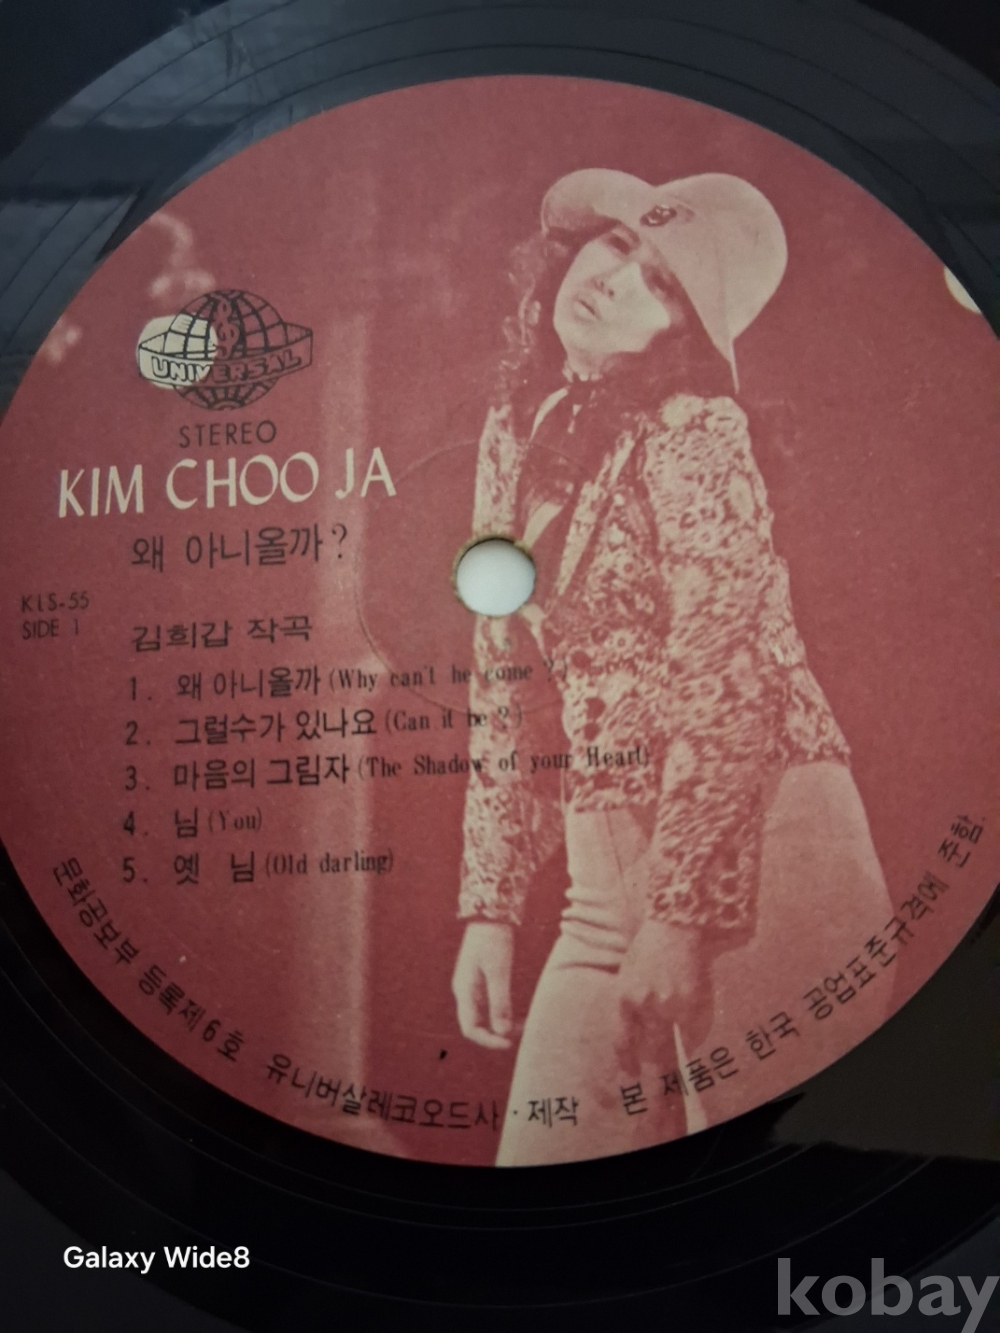 UNIVERSAL
STEREO
KIM CHOO JA
왜 아니올까?
KLS-55
SIDE 1
김희갑 작곡
1. 왜 아니올까 (Why can't he come ?)
2. 그럴수가 있나요 (Can it be ?)
3. 마음의 그림자 (The Shadow of your Heart)
4. 님 (You)
5. 옛 님 (Old darling)
문화공보부 등록제6호 유니버살레코오드사·제작 본 제품은 한국 공업표준규격에 준함.
Galaxy Wide8
kobay